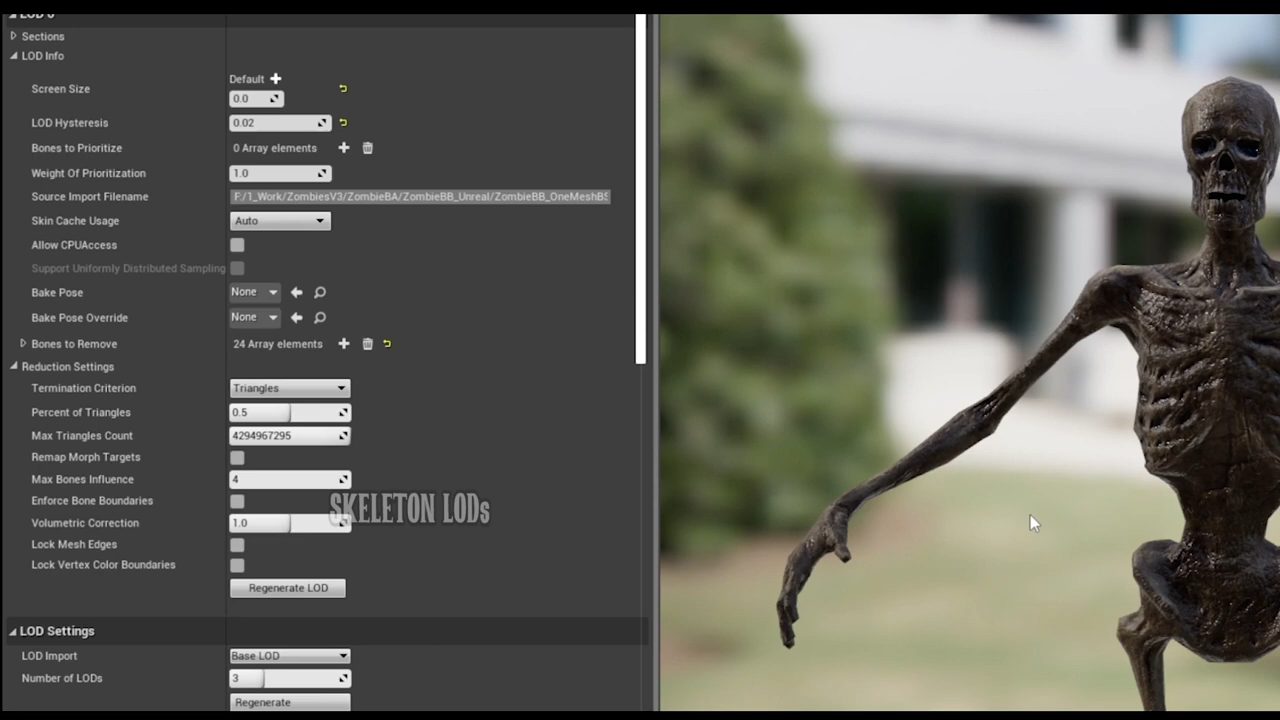 LOD 0
Sections
LOD Info
Screen Size
Default
0.0
LOD Hysteresis
0.02
Bones to Prioritize
0 Array elements
Weight Of Prioritization
1.0
Source Import Filename
F:/1_Work/ZombiesV3/ZombieBA/ZombieBB_Unreal/ZombieBB_OneMeshBS
Skin Cache Usage
Auto
Allow CPUAccess
Support Uniformly Distributed Sampling
Bake Pose
None
Bake Pose Override
None
Bones to Remove
24 Array elements
Reduction Settings
Termination Criterion
Triangles
Percent of Triangles
0.5
Max Triangles Count
4294967295
Remap Morph Targets
Max Bones Influence
4
Enforce Bone Boundaries
SKELETON LODs
Volumetric Correction
1.0
Lock Mesh Edges
Lock Vertex Color Boundaries
Regenerate LOD
LOD Settings
LOD Import
Base LOD
Number of LODs
3
Regenerate